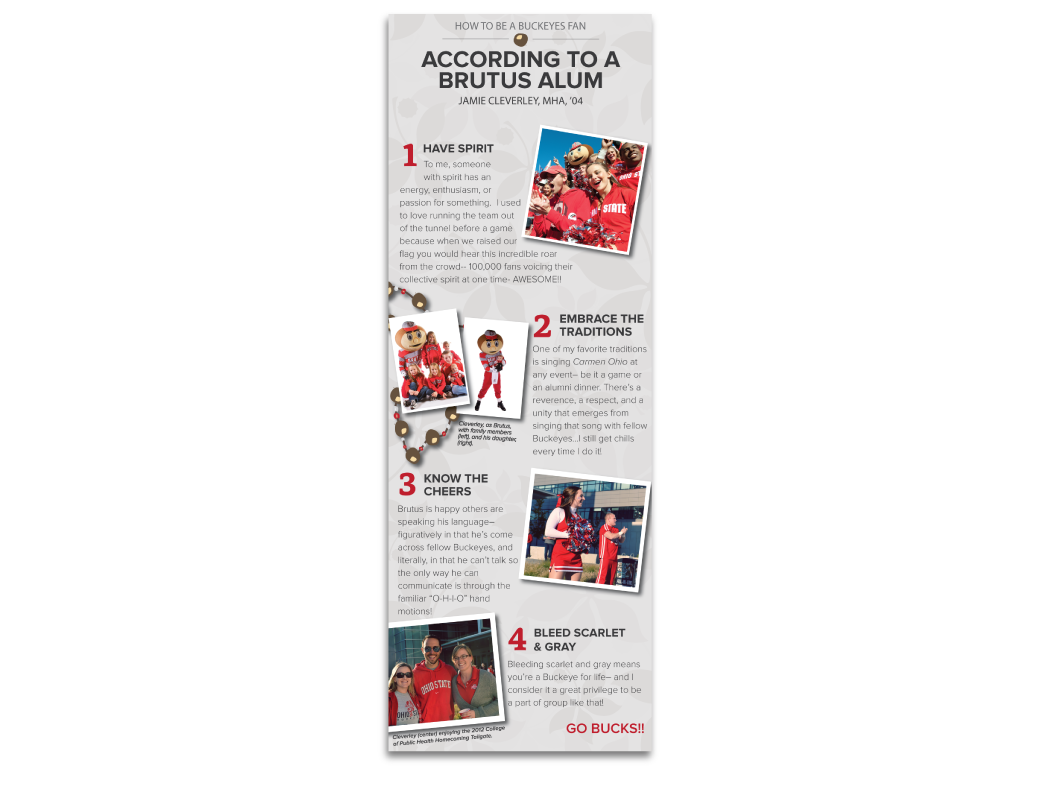 HOW TO BE A BUCKEYES FAN
ACCORDING TO A
BRUTUS ALUM
JAMIE CLEVERLEY, MHA, '04
1 HAVE SPIRIT
To me, someone
with spirit has an
energy, enthusiasm, or
passion for something. I used
to love running the team out
of the tunnel before a game
because when we raised our
flag you would hear this incredible roar
from the crowd-- 100,000 fans voicing their
collective spirit at one time- AWESOME!!
OHIO STATE
STATE
2 EMBRACE THE
TRADITIONS
One of my favorite traditions
is singing Carmen Ohio at
any event– be it a game or
an alumni dinner. There's a
reverence, a respect, and a
unity that emerges from
singing that song with fellow
Buckeyes...I still get chills
every time I do it!
Cleverley, as Brutus,
with family members
(left), and his daughter,
(right).
3 KNOW THE
CHEERS
Brutus is happy others are
speaking his language–
figuratively in that he's come
across fellow Buckeyes, and
literally, in that he can't talk so
the only way he can
communicate is through the
familiar "O-H-I-O" hand
motions!
4 BLEED SCARLET
& GRAY
Bleeding scarlet and gray means
you're a Buckeye for life– and I
consider it a great privilege to be
a part of group like that!
OHIO STATE
OHIO
GO BUCKS!!
Cleverley (center) enjoying the 2012 College
of Public Health Homecoming Tailgate.